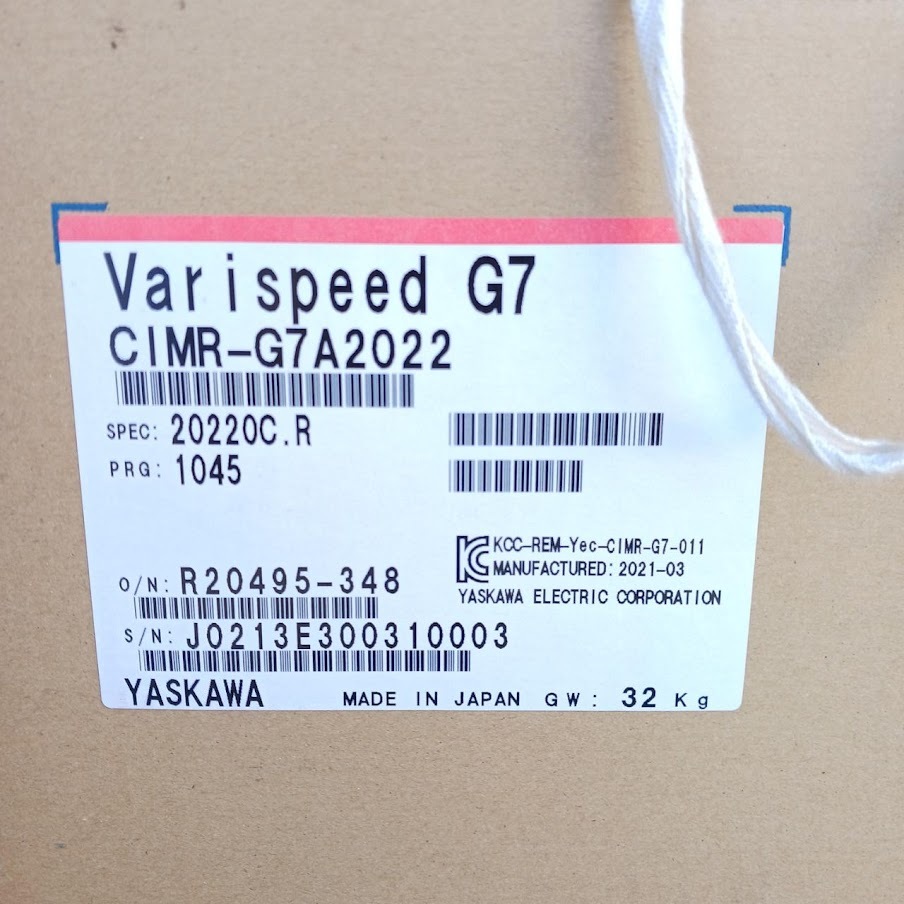 Varispeed G7
CIMR-G7A2022
SPEC: 20220C.R
PRG: 1045
KCC-REM-Yec-CIMR-G7-011
MANUFACTURED: 2021-03
YASKAWA ELECTRIC CORPORATION
O/N: R20495-348
S/N: J0213E300310003
YASKAWA MADE IN JAPAN GW: 32 Kg